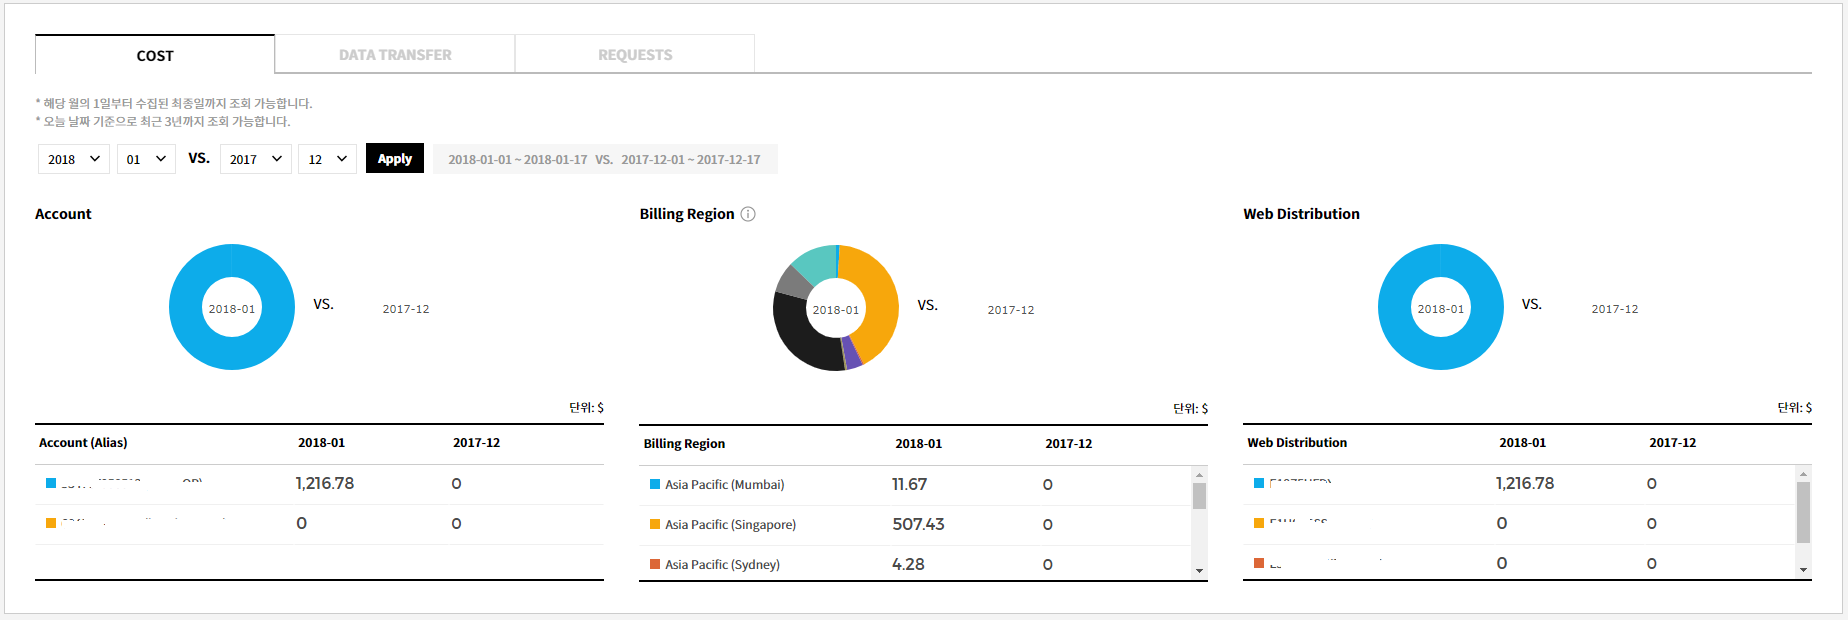 COST DATA TRANSFER REQUESTS
* 해당 월의 1일부터 수집된 최종일까지 조회 가능합니다.
* 오늘 날짜 기준으로 최근 3년까지 조회 가능합니다.
2018 01 VS. 2017 12 Apply 2018-01-01 ~ 2018-01-17 VS. 2017-12-01 ~ 2017-12-17
Account
2018-01 VS. 2017-12
단위: $
Account (Alias) 2018-01 2017-12
1,216.78 0
0 0
Billing Region
2018-01 VS. 2017-12
단위: $
Billing Region 2018-01 2017-12
Asia Pacific (Mumbai) 11.67 0
Asia Pacific (Singapore) 507.43 0
Asia Pacific (Sydney) 4.28 0
Web Distribution
2018-01 VS. 2017-12
단위: $
Web Distribution 2018-01 2017-12
1,216.78 0
0 0
0 0